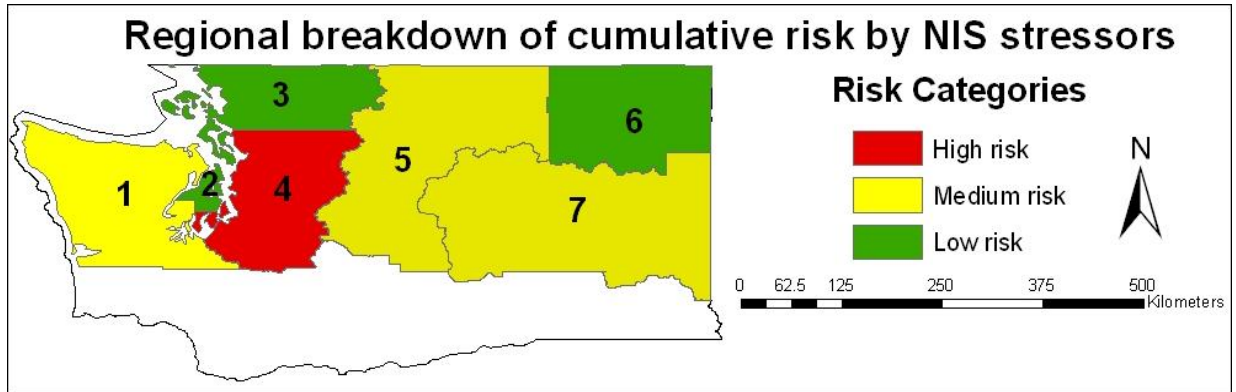 Regional breakdown of cumulative risk by NIS stressors
Risk Categories
High risk
Medium risk
Low risk
N
0 62.5 125 250 375 500
Kilometers
1
2
3
4
5
6
7